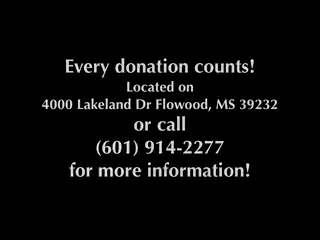 Every donation counts!
Located on
4000 Lakeland Dr Flowood, MS 39232
or call
(601) 914-2277
for more information!